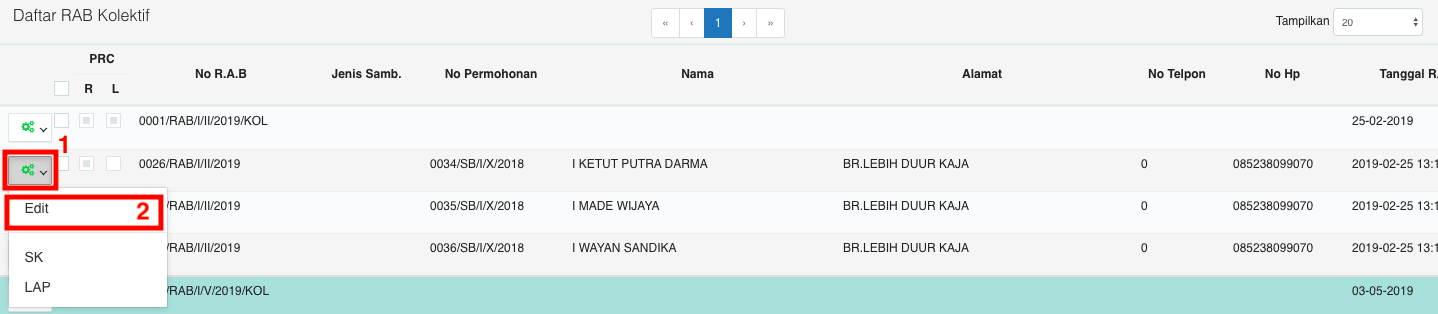 Daftar RAB Kolektif « ‹ 1 › » Tampilkan 20
PRC
No R.A.B Jenis Samb. No Permohonan Nama Alamat No Telpon No Hp Tanggal R.
R L
0001/RAB/I/II/2019/KOL 25-02-2019
1
0026/RAB/I/II/2019 0034/SB/I/X/2018 I KETUT PUTRA DARMA BR.LEBIH DUUR KAJA 0 085238099070 2019-02-25 13:1
Edit 2 /RAB/I/II/2019 0035/SB/I/X/2018 I MADE WIJAYA BR.LEBIH DUUR KAJA 0 085238099070 2019-02-25 13:1
SK /RAB/I/II/2019 0036/SB/I/X/2018 I WAYAN SANDIKA BR.LEBIH DUUR KAJA 0 085238099070 2019-02-25 13:1
LAP /RAB/I/V/2019/KOL 03-05-2019